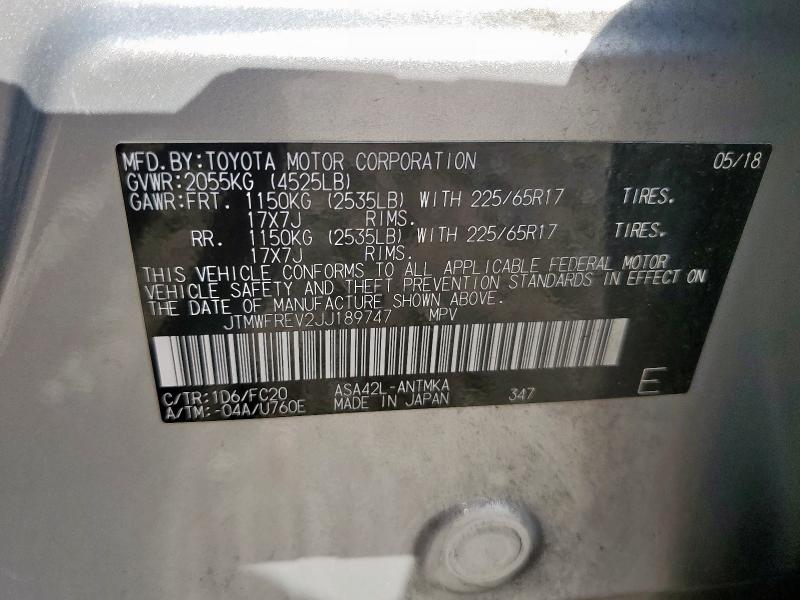 MFD.BY:TOYOTA MOTOR CORPORATION 05/18
GVWR:2055KG (4525LB)
GAWR:FRT. 1150KG (2535LB) WITH 225/65R17 TIRES.
17X7J RIMS.
RR. 1150KG (2535LB) WITH 225/65R17 TIRES.
17X7J RIMS.
THIS VEHICLE CONFORMS TO ALL APPLICABLE FEDERAL MOTOR
VEHICLE SAFETY AND THEFT PREVENTION STANDARDS IN EFFECT ON
THE DATE OF MANUFACTURE SHOWN ABOVE.
JTMWFREV2JJ189747 MPV
C/TR:1D6/FC20 ASA42L-ANTMKA 347 E
A/TM:-04A/U760E MADE IN JAPAN